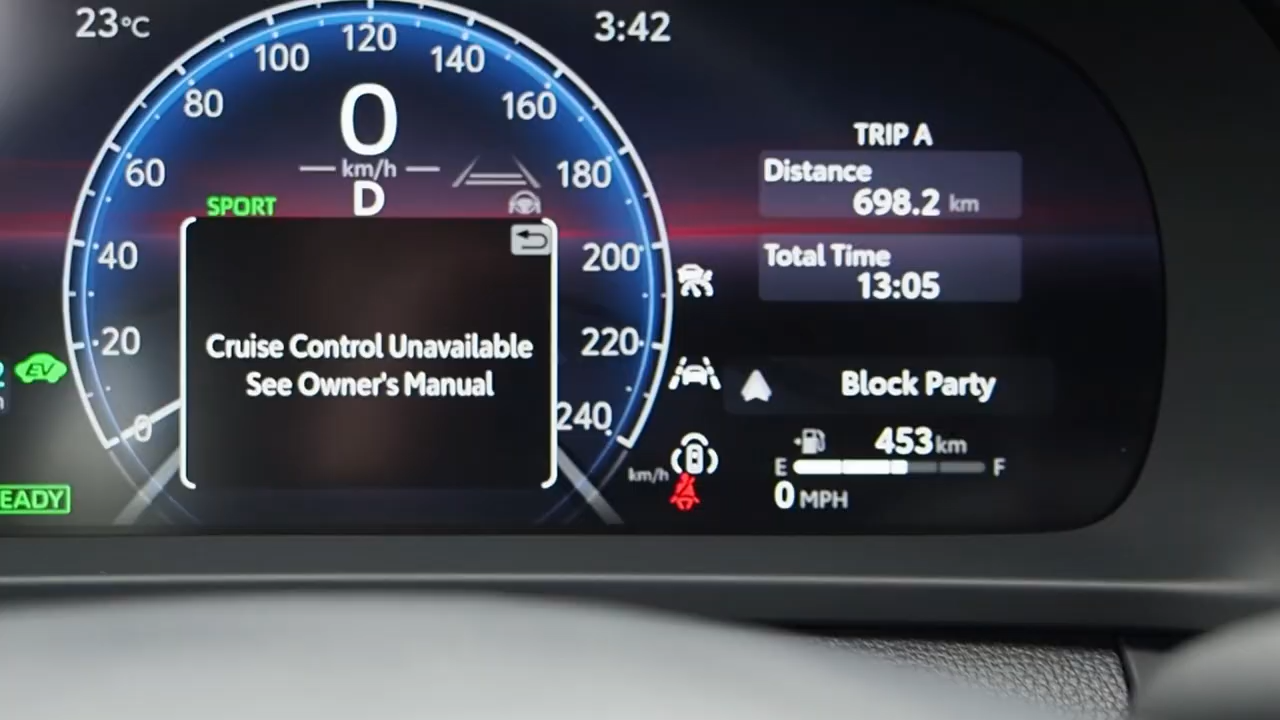 23°C
3:42
0
20
40
60
80
100
120
140
160
180
200
220
240
0
km/h
D
SPORT
Cruise Control Unavailable
See Owner's Manual
EV
EADY
km/h
TRIP A
Distance
698.2 km
Total Time
13:05
Block Party
453 km
E F
0 MPH